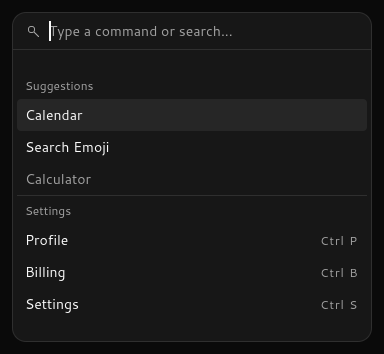 Type a command or search...
Suggestions
Calendar
Search Emoji
Calculator
Settings
Profile Ctrl P
Billing Ctrl B
Settings Ctrl S